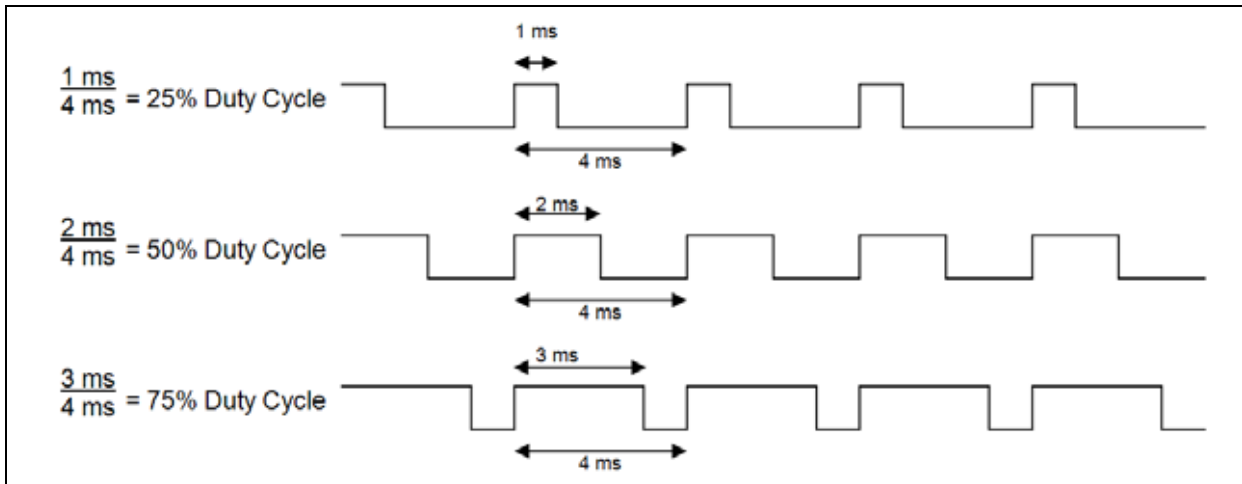 1 ms
1 ms
4 ms = 25% Duty Cycle
4 ms
2 ms
2 ms
4 ms = 50% Duty Cycle
4 ms
3 ms
3 ms
4 ms = 75% Duty Cycle
4 ms